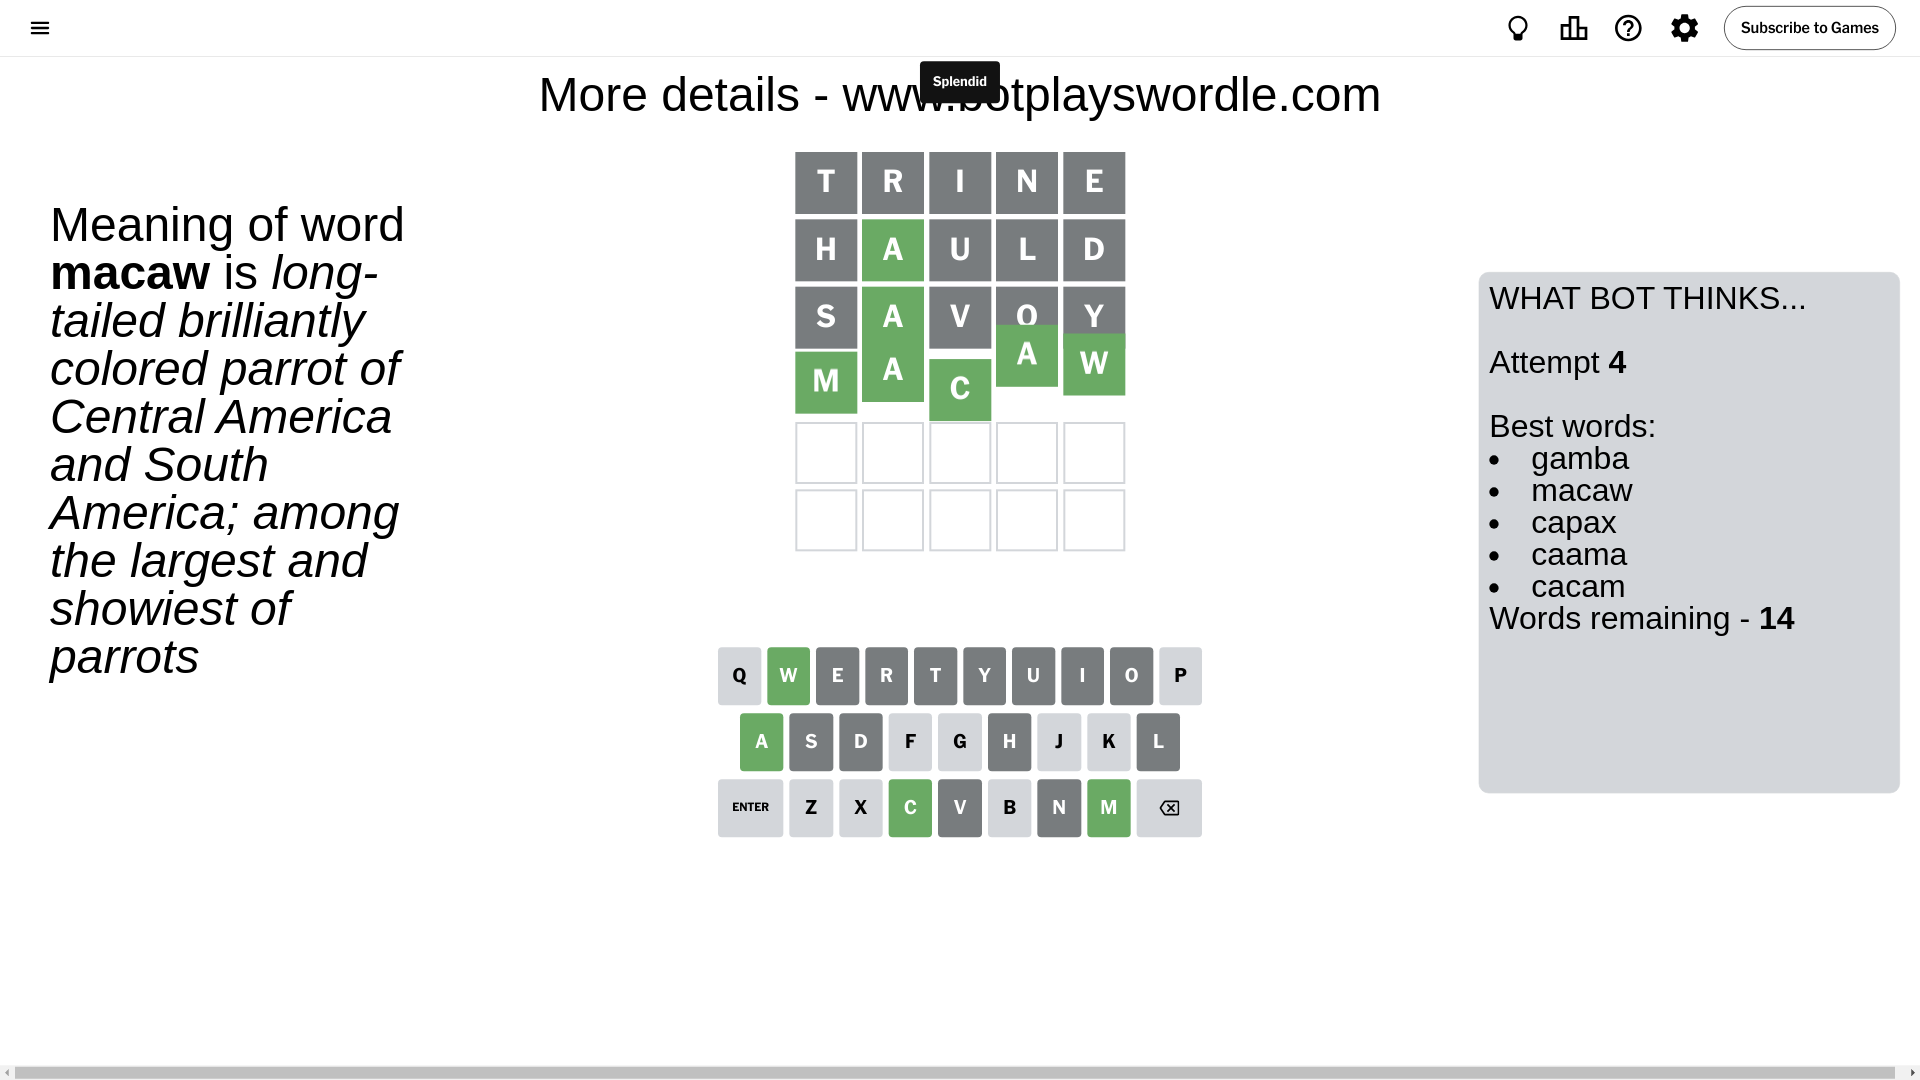 Subscribe to Games
Splendid
More details - www.botplayswordle.com
Meaning of word
macaw is long-
tailed brilliantly
colored parrot of
Central America
and South
America; among
the largest and
showiest of
parrots
T R I N E
H A U L D
S A V O Y
M A C A W
WHAT BOT THINKS...
Attempt 4
Best words:
• gamba
• macaw
• capax
• caama
• cacam
Words remaining - 14
Q W E R T Y U I O P
A S D F G H J K L
ENTER Z X C V B N M